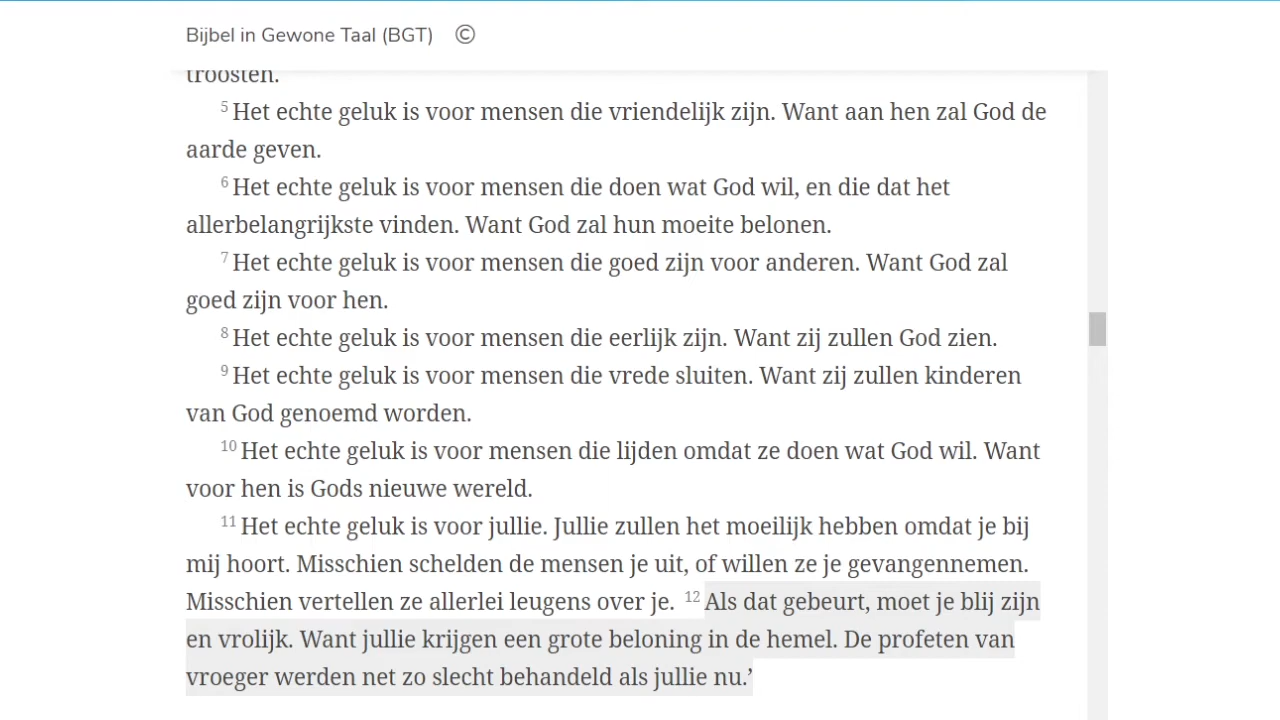 Bijbel in Gewone Taal (BGT) ©
troosten.
5 Het echte geluk is voor mensen die vriendelijk zijn. Want aan hen zal God de
aarde geven.
6 Het echte geluk is voor mensen die doen wat God wil, en die dat het
allerbelangrijkste vinden. Want God zal hun moeite belonen.
7 Het echte geluk is voor mensen die goed zijn voor anderen. Want God zal
goed zijn voor hen.
8 Het echte geluk is voor mensen die eerlijk zijn. Want zij zullen God zien.
9 Het echte geluk is voor mensen die vrede sluiten. Want zij zullen kinderen
van God genoemd worden.
10 Het echte geluk is voor mensen die lijden omdat ze doen wat God wil. Want
voor hen is Gods nieuwe wereld.
11 Het echte geluk is voor jullie. Jullie zullen het moeilijk hebben omdat je bij
mij hoort. Misschien schelden de mensen je uit, of willen ze je gevangennemen.
Misschien vertellen ze allerlei leugens over je. 12 Als dat gebeurt, moet je blij zijn
en vrolijk. Want jullie krijgen een grote beloning in de hemel. De profeten van
vroeger werden net zo slecht behandeld als jullie nu.’